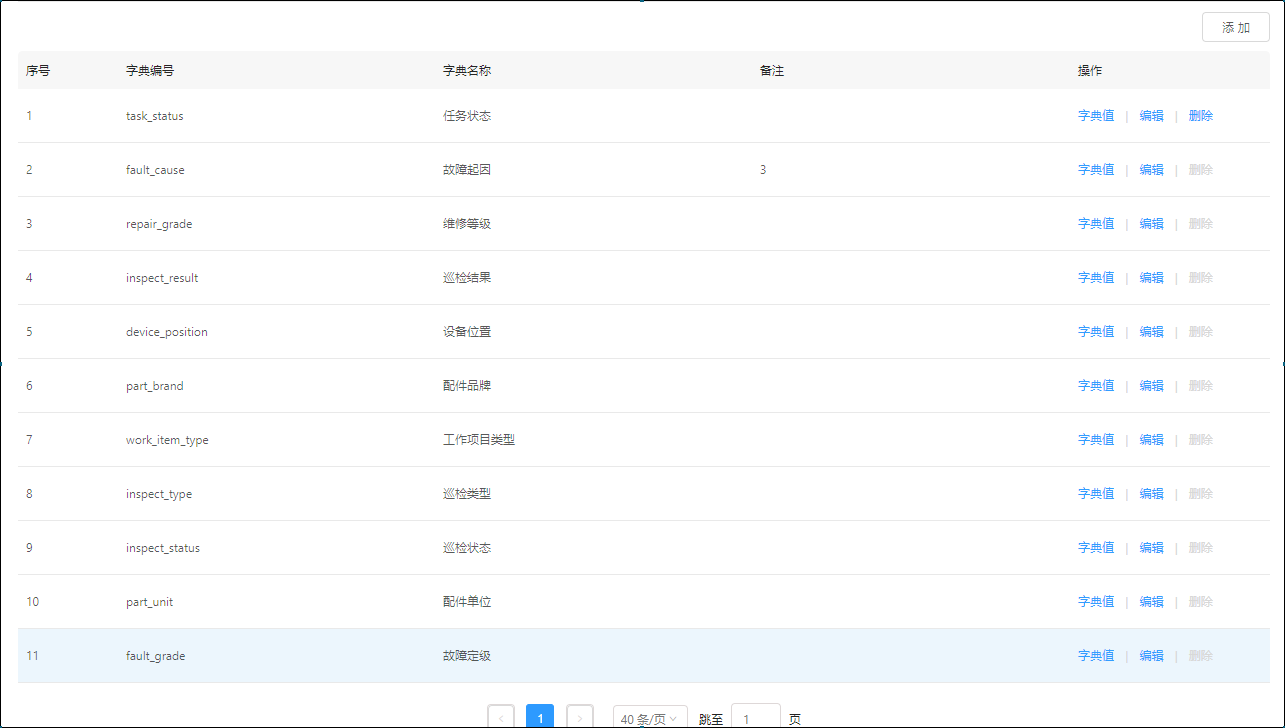 添 加
序号 字典编号 字典名称 备注 操作
1 task_status 任务状态 字典值 | 编辑 | 删除
2 fault_cause 故障起因 3 字典值 | 编辑 | 删除
3 repair_grade 维修等级 字典值 | 编辑 | 删除
4 inspect_result 巡检结果 字典值 | 编辑 | 删除
5 device_position 设备位置 字典值 | 编辑 | 删除
6 part_brand 配件品牌 字典值 | 编辑 | 删除
7 work_item_type 工作项目类型 字典值 | 编辑 | 删除
8 inspect_type 巡检类型 字典值 | 编辑 | 删除
9 inspect_status 巡检状态 字典值 | 编辑 | 删除
10 part_unit 配件单位 字典值 | 编辑 | 删除
11 fault_grade 故障定级 字典值 | 编辑 | 删除
< 1 > 40 条/页 跳至 1 页